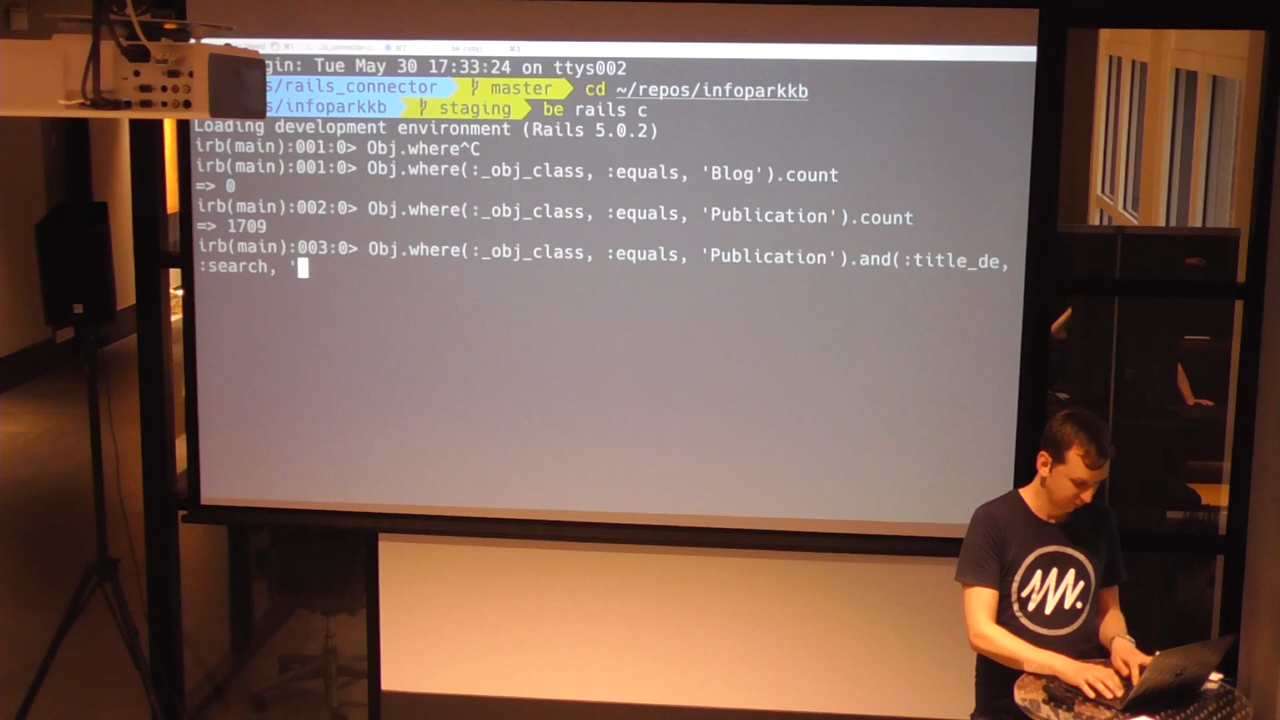 gin: Tue May 30 17:33:24 on ttys002
s/rails_connector master cd ~/repos/infoparkkb
s/infoparkkb staging be rails c
Loading development environment (Rails 5.0.2)
irb(main):001:0> Obj.where^C
irb(main):001:0> Obj.where(:_obj_class, :equals, 'Blog').count
=> 0
irb(main):002:0> Obj.where(:_obj_class, :equals, 'Publication').count
=> 1709
irb(main):003:0> Obj.where(:_obj_class, :equals, 'Publication').and(:title_de,
:search, '